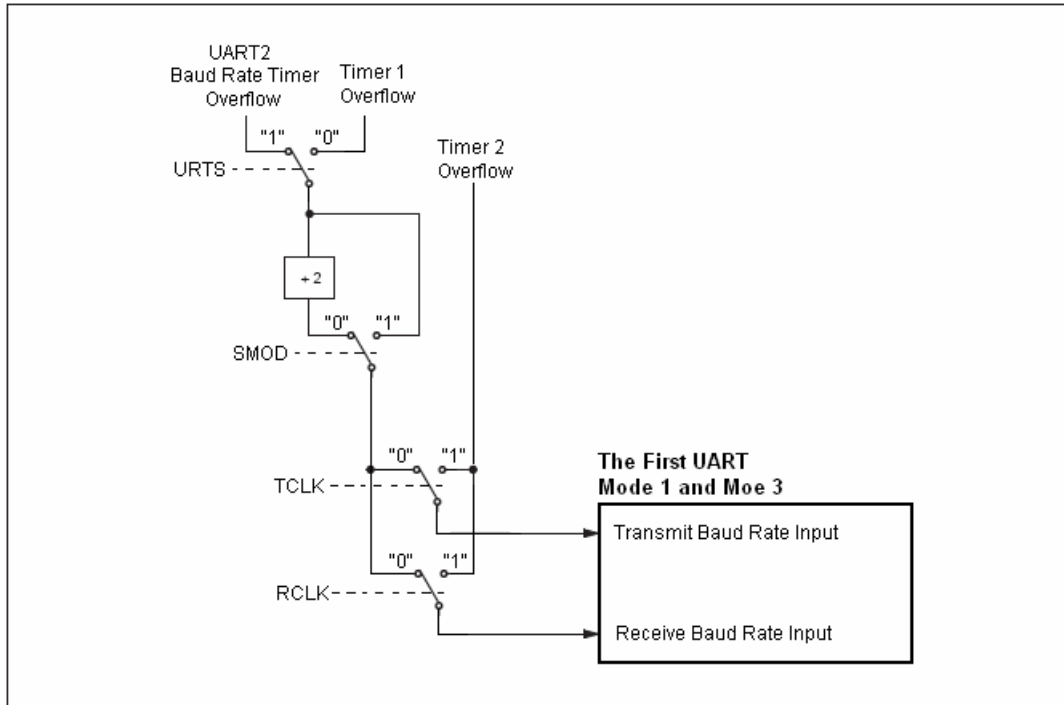 UART2
Baud Rate Timer
Overflow
Timer 1
Overflow
"1"
"0"
Timer 2
Overflow
URTS
+ 2
"0"
"1"
SMOD
"0"
"1"
TCLK
The First UART
Mode 1 and Moe 3
Transmit Baud Rate Input
"0"
"1"
RCLK
Receive Baud Rate Input